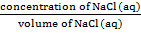 concentration of NaCl (aq)
volume of NaCl (aq)